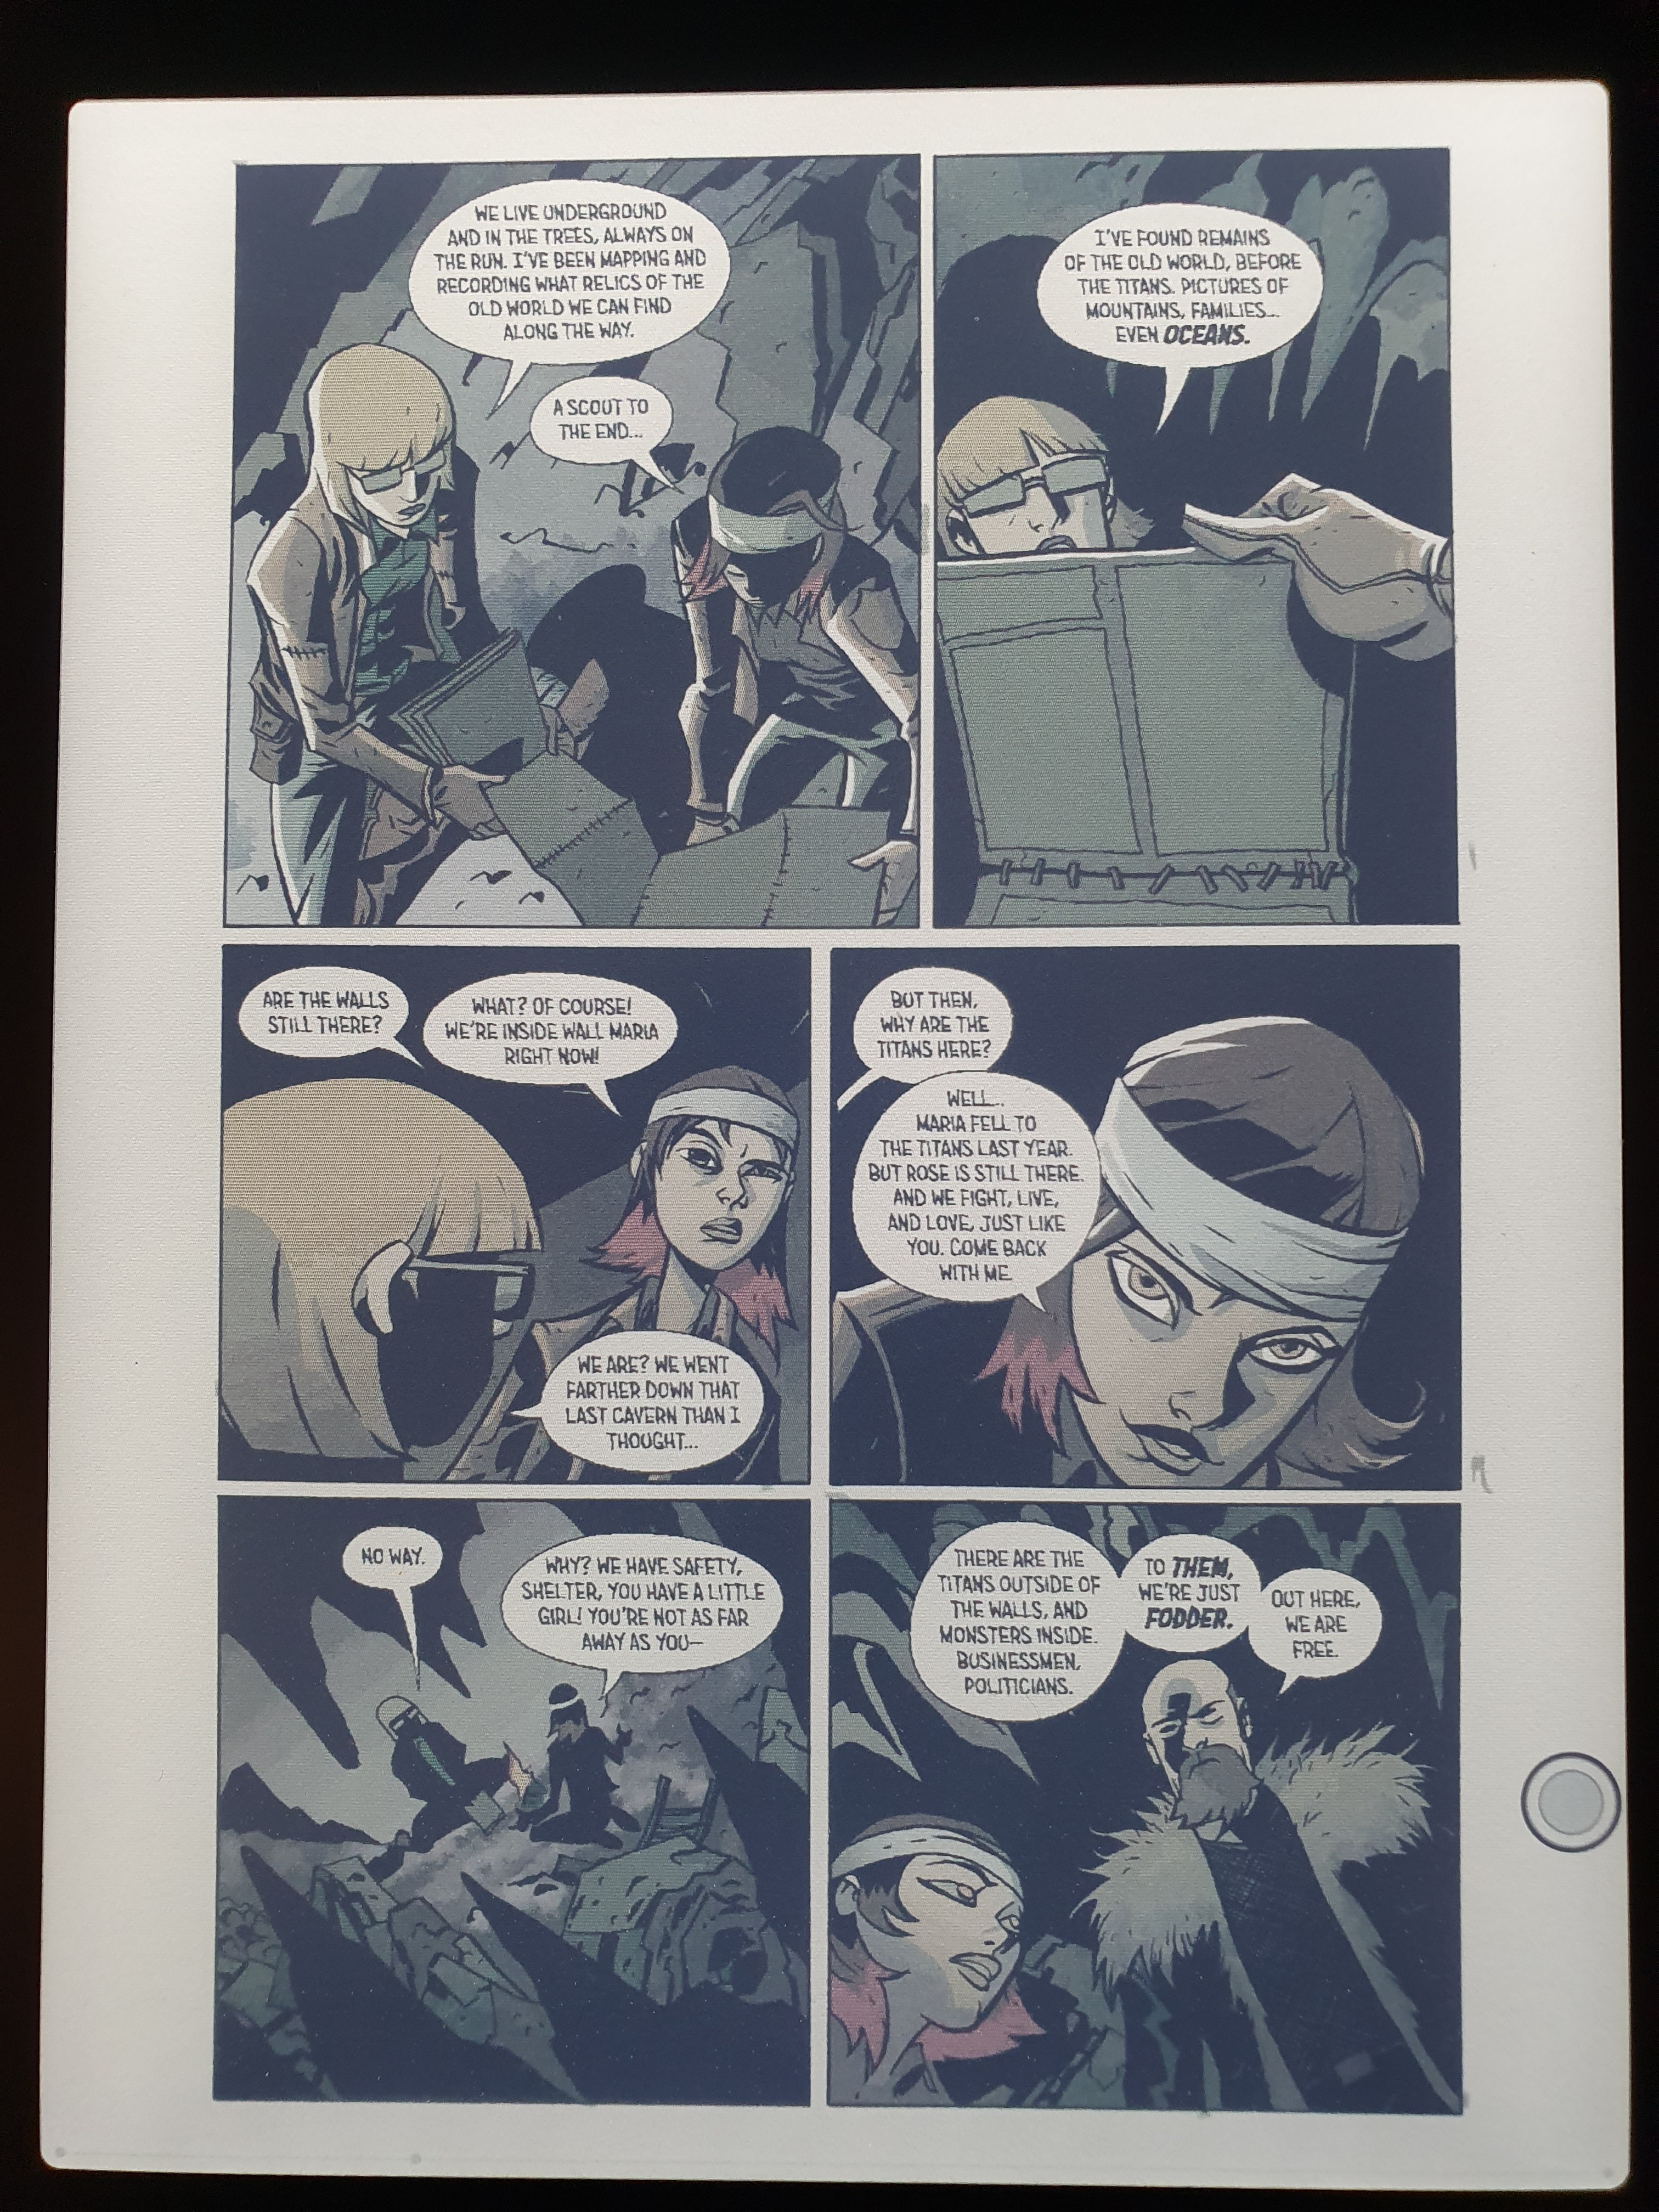 WE LIVE UNDERGROUND
AND IN THE TREES, ALWAYS ON
THE RUN. I'VE BEEN MAPPING AND
RECORDING WHAT RELICS OF THE
OLD WORLD WE CAN FIND
ALONG THE WAY.
A SCOUT TO
THE END...
I'VE FOUND REMAINS
OF THE OLD WORLD, BEFORE
THE TITANS. PICTURES OF
MOUNTAINS, FAMILIES...
EVEN OCEANS.
ARE THE WALLS
STILL THERE?
WHAT? OF COURSE!
WE'RE INSIDE WALL MARIA
RIGHT NOW!
WE ARE? WE WENT
FARTHER DOWN THAT
LAST CAVERN THAN I
THOUGHT...
BUT THEN,
WHY ARE THE
TITANS HERE?
WELL...
MARIA FELL TO
THE TITANS LAST YEAR.
BUT ROSE IS STILL THERE.
AND WE FIGHT, LIVE,
AND LOVE, JUST LIKE
YOU. COME BACK
WITH ME.
NO WAY.
WHY? WE HAVE SAFETY,
SHELTER, YOU HAVE A LITTLE
GIRL! YOU'RE NOT AS FAR
AWAY AS YOU—
THERE ARE THE
TITANS OUTSIDE OF
THE WALLS, AND
MONSTERS INSIDE.
BUSINESSMEN,
POLITICIANS.
TO THEM,
WE'RE JUST
FODDER.
OUT HERE,
WE ARE
FREE.